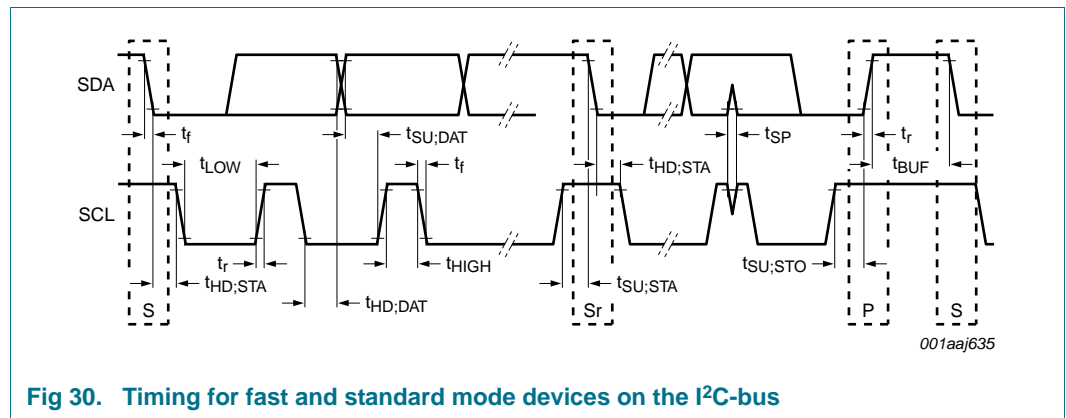 SDA
t_f
t_SU;DAT
t_SP
t_r
t_LOW
t_f
t_HD;STA
t_BUF
SCL
t_r
t_HD;STA
t_HIGH
t_HD;DAT
t_SU;STA
t_SU;STO
S
Sr
P
S
001aaj635
Fig 30. Timing for fast and standard mode devices on the I²C-bus